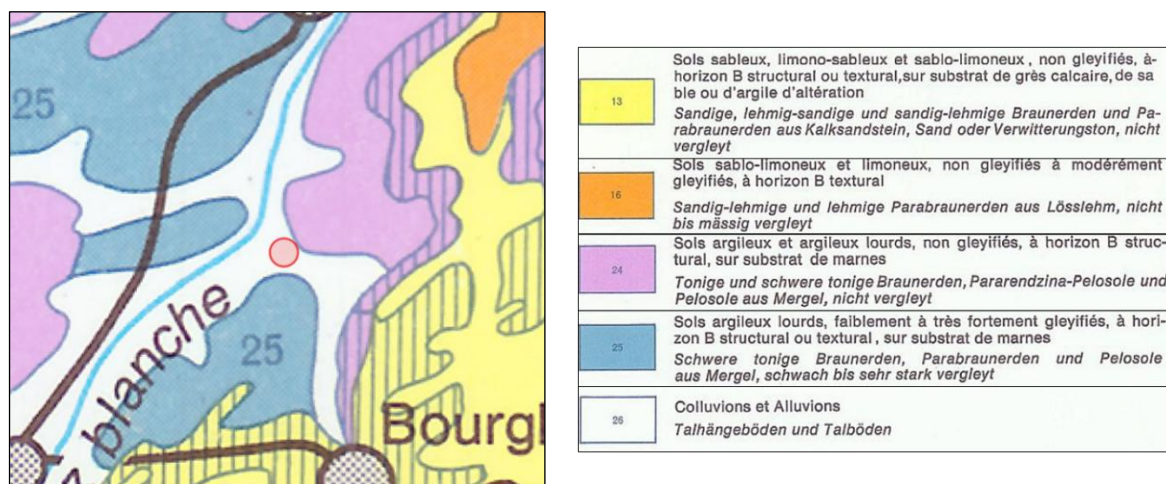 25
25
blanche
Bourgl
13
Sols sableux, limono-sableux et sablo-limoneux, non gleyifiés, à-
horizon B structural ou textural,sur substrat de grès calcaire,de sa
ble ou d'argile d'altération
Sandige, lehmig-sandige und sandig-lehmige Braunerden und Pa-
rabraunerden aus Kalksandstein, Sand oder Verwitterungston, nicht
vergleyt
16
Sols sablo-limoneux et limoneux, non gleyifiés à modérément
gleyifiés, à horizon B textural
Sandig-lehmige und lehmige Parabraunerden aus Lösslehm, nicht
bis mässig vergleyt
24
Sols argileux et argileux lourds, non gleyifiés, à horizon B struc-
tural, sur substrat de marnes
Tonige und schwere tonige Braunerden, Pararendzina-Pelosole und
Pelosole aus Mergel, nicht vergleyt
25
Sols argileux lourds, faiblement à très fortement gleyifiés, à hori-
zon B structural ou textural, sur substrat de marnes
Schwere tonige Braunerden, Parabraunerden und Pelosole
aus Mergel, schwach bis sehr stark vergleyt
26
Colluvions et Alluvions
Talhängeböden und Talböden